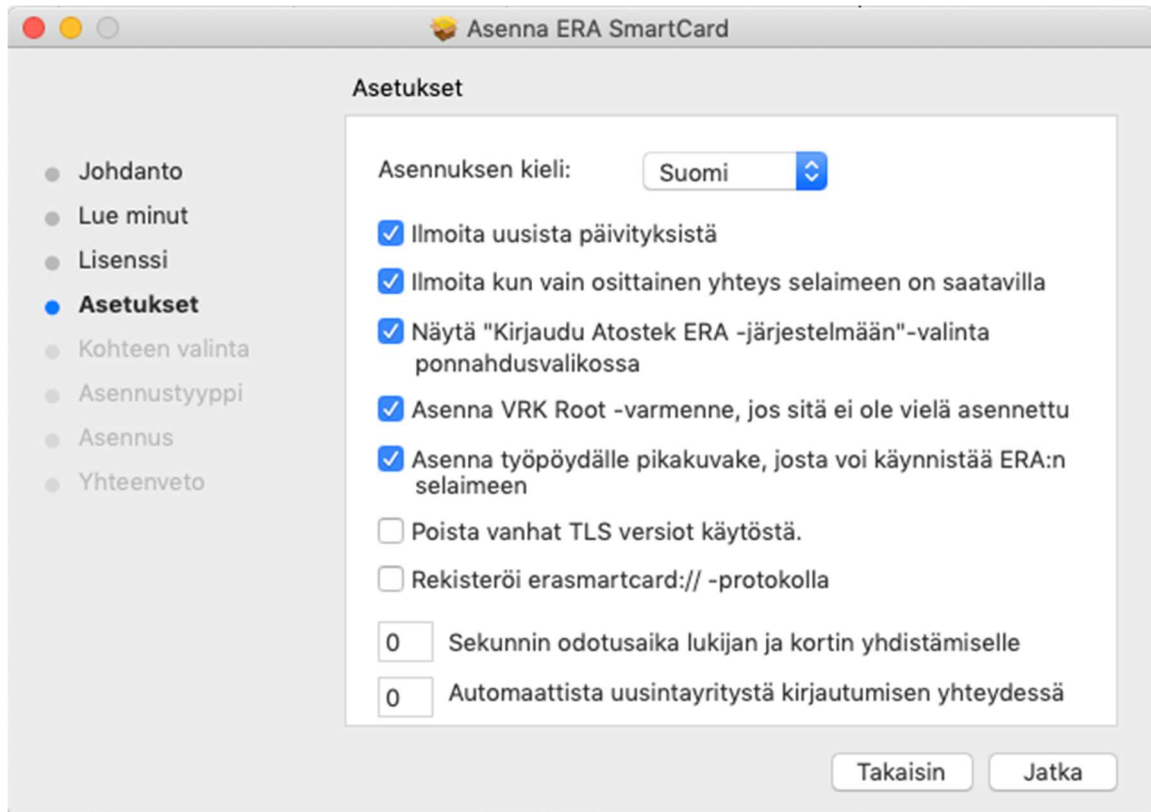 Asenna ERA SmartCard
Asetukset
Johdanto
Lue minut
Lisenssi
Asetukset
Kohteen valinta
Asennustyyppi
Asennus
Yhteenveto
Asennuksen kieli:
Suomi
Ilmoita uusista päivityksistä
Ilmoita kun vain osittainen yhteys selaimeen on saatavilla
Näytä "Kirjaudu Atostek ERA -järjestelmään"-valinta
ponnahdusvalikossa
Asenna VRK Root -varmenne, jos sitä ei ole vielä asennettu
Asenna työpöydälle pikakuvake, josta voi käynnistää ERA:n
selaimeen
Poista vanhat TLS versiot käytöstä.
Rekisteröi erasmartcard:// -protokolla
0 Sekunnin odotusaika lukijan ja kortin yhdistämiselle
0 Automaattista uusintayritystä kirjautumisen yhteydessä
Takaisin
Jatka